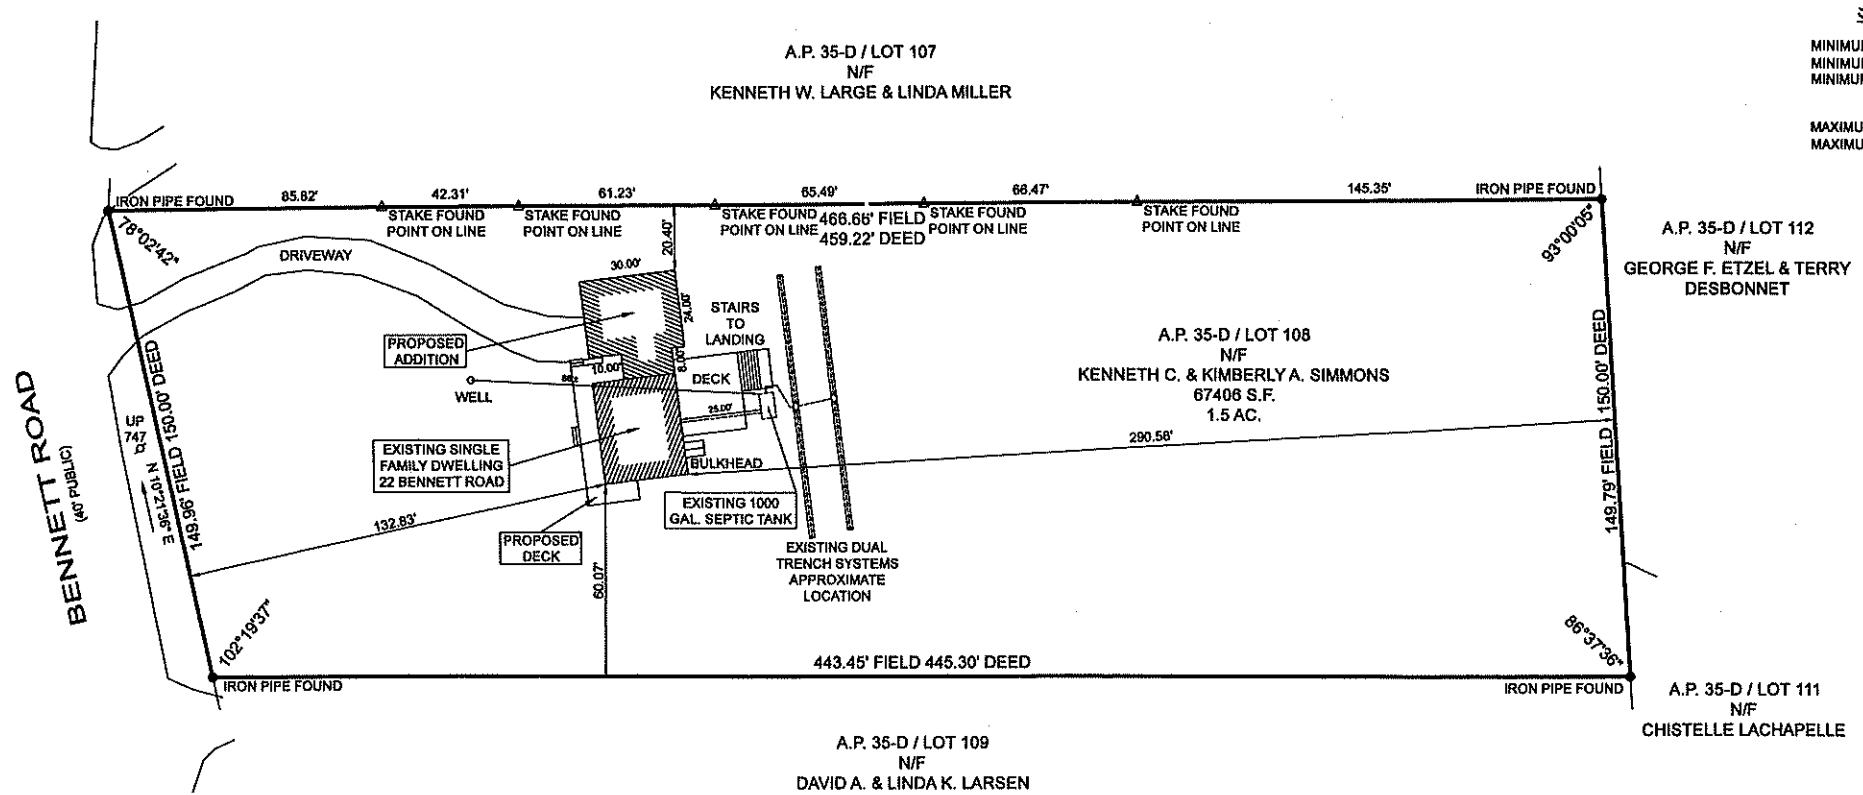 A.P. 35-D / LOT 107
N/F
KENNETH W. LARGE & LINDA MILLER
IRON PIPE FOUND
85.82'
42.31'
61.23'
65.49'
66.47'
145.35'
IRON PIPE FOUND
STAKE FOUND
POINT ON LINE
STAKE FOUND
POINT ON LINE
STAKE FOUND
POINT ON LINE
466.66' FIELD
459.22' DEED
STAKE FOUND
POINT ON LINE
STAKE FOUND
POINT ON LINE
78°02'42"
93°00'05"
A.P. 35-D / LOT 112
N/F
GEORGE F. ETZEL & TERRY
DESBONNET
DRIVEWAY
20.40'
30.00'
24.00'
STAIRS
TO
LANDING
PROPOSED
ADDITION
8.00'
10.00'
DECK
WELL
25.00'
A.P. 35-D / LOT 108
N/F
KENNETH C. & KIMBERLY A. SIMMONS
67406 S.F.
1.5 AC.
290.56'
149.79' FIELD 150.00' DEED
BENNETT ROAD
(40' PUBLIC)
UP
747
N 10°21'36" E
149.96' FIELD 150.00' DEED
EXISTING SINGLE
FAMILY DWELLING
22 BENNETT ROAD
BULKHEAD
EXISTING 1000
GAL. SEPTIC TANK
132.83'
PROPOSED
DECK
60.07'
EXISTING DUAL
TRENCH SYSTEMS
APPROXIMATE
LOCATION
102°19'37"
86°37'36"
443.45' FIELD 445.30' DEED
IRON PIPE FOUND
IRON PIPE FOUND
A.P. 35-D / LOT 111
N/F
CHISTELLE LACHAPELLE
A.P. 35-D / LOT 109
N/F
DAVID A. & LINDA K. LARSEN